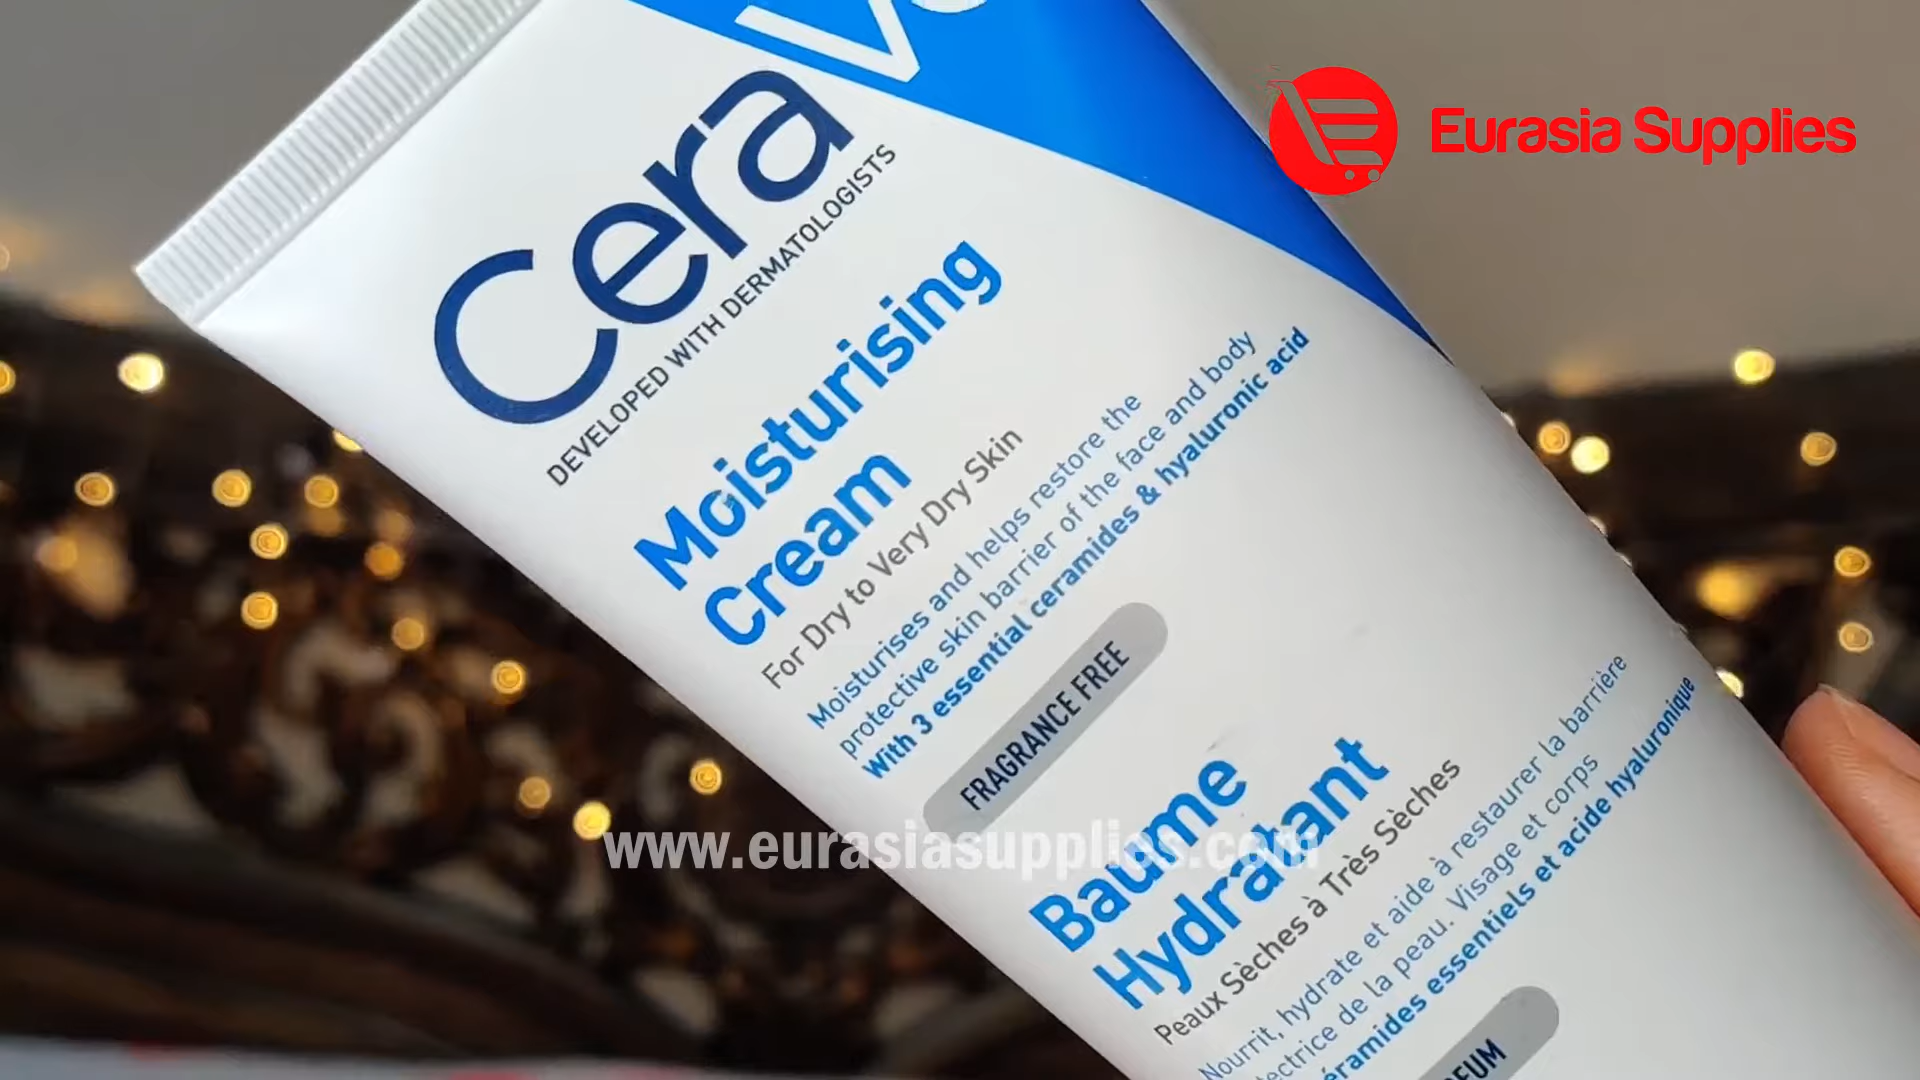 CeraVe
DEVELOPED WITH DERMATOLOGISTS
Moisturising
Cream
For Dry to Very Dry Skin
Moisturises and helps restore the
protective skin barrier of the face and body
With 3 essential ceramides & hyaluronic acid
FRAGRANCE FREE
Baume
Hydratant
Peaux Sèches à Très Sèches
Nourrit, hydrate et aide à restaurer la barrière
de la peau. Visage et corps
essentiels et acide hyaluronique
Eurasia Supplies
www.eurasiasupplies.com